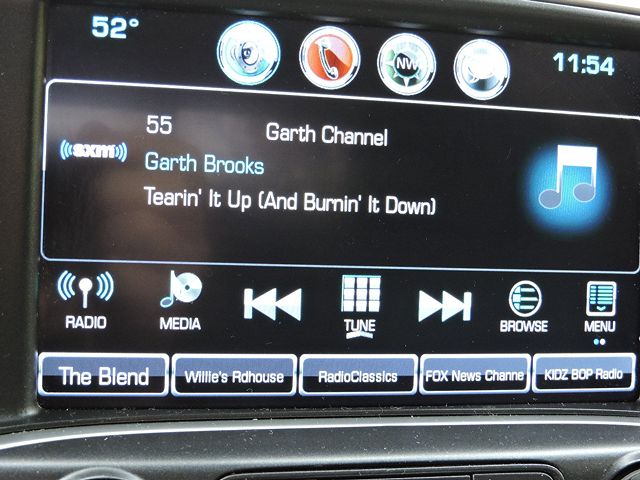 52°
NW
11:54
55
Garth Channel
((sxm))
Garth Brooks
Tearin' It Up (And Burnin' It Down)
RADIO
MEDIA
TUNE
BROWSE
MENU
The Blend
Willie's Rdhouse
RadioClassics
FOX News Channe
KIDZ BOP Radio